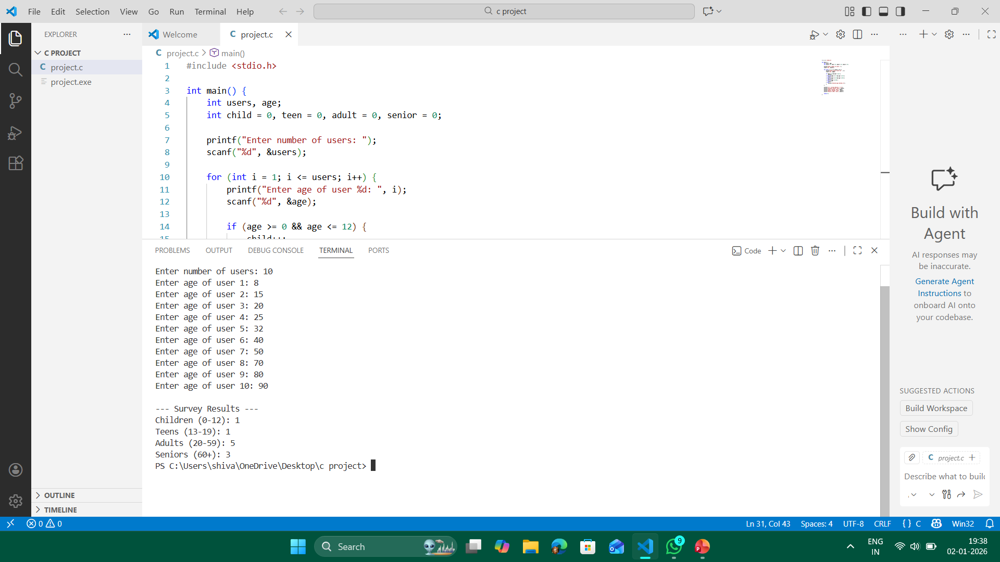 File Edit Selection View Go Run Terminal Help
c project
EXPLORER
C PROJECT
C project.c
project.exe
OUTLINE
TIMELINE
Welcome
C project.c
C project.c > main()
1 #include <stdio.h>
2
3 int main() {
4 int users, age;
5 int child = 0, teen = 0, adult = 0, senior = 0;
6
7 printf("Enter number of users: ");
8 scanf("%d", &users);
9
10 for (int i = 1; i <= users; i++) {
11 printf("Enter age of user %d: ", i);
12 scanf("%d", &age);
13
14 if (age >= 0 && age <= 12) {
15 child++;
PROBLEMS OUTPUT DEBUG CONSOLE TERMINAL PORTS
Code
Enter number of users: 10
Enter age of user 1: 8
Enter age of user 2: 15
Enter age of user 3: 20
Enter age of user 4: 25
Enter age of user 5: 32
Enter age of user 6: 40
Enter age of user 7: 50
Enter age of user 8: 70
Enter age of user 9: 80
Enter age of user 10: 90
--- Survey Results ---
Children (0-12): 1
Teens (13-19): 1
Adults (20-59): 5
Seniors (60+): 3
PS C:\Users\shiva\OneDrive\Desktop\c project>
Build with
Agent
AI responses may
be inaccurate.
Generate Agent
Instructions to
onboard AI onto
your codebase.
SUGGESTED ACTIONS
Build Workspace
Show Config
C project.c +
Describe what to build
0 0
Ln 31, Col 43 Spaces: 4 UTF-8 CRLF {} C Win32
Search
9
ENG
IN
19:38
02-01-2026